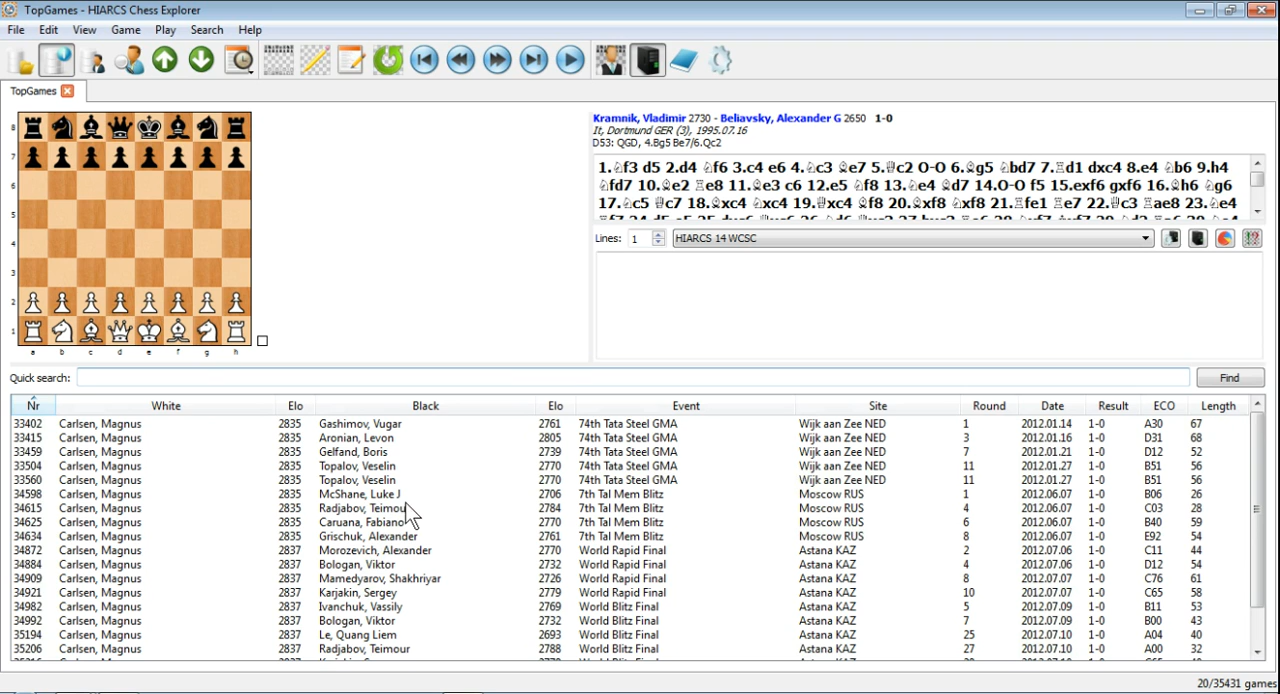 TopGames - HIARCS Chess Explorer
File Edit View Game Play Search Help
TopGames
8
7
6
5
4
3
2
1
a b c d e f g h
Kramnik, Vladimir 2730 - Beliavsky, Alexander G 2650 1-0
It, Dortmund GER (3), 1995.07.16
D53: QGD, 4.Bg5 Be7/6.Qc2
1.♘f3 d5 2.d4 ♘f6 3.c4 e6 4.♘c3 ♗e7 5.♕c2 O-O 6.♗g5 ♘bd7 7.♖d1 dxc4 8.e4 ♘b6 9.h4
♘fd7 10.♗e2 ♖e8 11.♗e3 c6 12.e5 ♘f8 13.♘e4 ♗d7 14.O-O f5 15.exf6 gxf6 16.♗h6 ♘g6
17.♘c5 ♕c7 18.♗xc4 ♘xc4 19.♕xc4 ♗f8 20.♗xf8 ♘xf8 21.♖fe1 ♖e7 22.♕c3 ♖ae8 23.♘e4
Lines: 1 HIARCS 14 WCSC
Quick search: Find
Nr White Elo Black Elo Event Site Round Date Result ECO Length
33402 Carlsen, Magnus 2835 Gashimov, Vugar 2761 74th Tata Steel GMA Wijk aan Zee NED 1 2012.01.14 1-0 A30 67
33415 Carlsen, Magnus 2835 Aronian, Levon 2805 74th Tata Steel GMA Wijk aan Zee NED 3 2012.01.16 1-0 D31 68
33459 Carlsen, Magnus 2835 Gelfand, Boris 2739 74th Tata Steel GMA Wijk aan Zee NED 7 2012.01.21 1-0 D12 52
33504 Carlsen, Magnus 2835 Topalov, Veselin 2770 74th Tata Steel GMA Wijk aan Zee NED 11 2012.01.27 1-0 B51 56
33560 Carlsen, Magnus 2835 Topalov, Veselin 2770 74th Tata Steel GMA Wijk aan Zee NED 11 2012.01.27 1-0 B51 56
34598 Carlsen, Magnus 2835 McShane, Luke J 2706 7th Tal Mem Blitz Moscow RUS 1 2012.06.07 1-0 B06 26
34615 Carlsen, Magnus 2835 Radjabov, Teimou 2784 7th Tal Mem Blitz Moscow RUS 4 2012.06.07 1-0 C03 28
34625 Carlsen, Magnus 2835 Caruana, Fabiano 2770 7th Tal Mem Blitz Moscow RUS 6 2012.06.07 1-0 B40 59
34634 Carlsen, Magnus 2835 Grischuk, Alexander 2761 7th Tal Mem Blitz Moscow RUS 8 2012.06.07 1-0 E92 54
34872 Carlsen, Magnus 2837 Morozevich, Alexander 2770 World Rapid Final Astana KAZ 2 2012.07.06 1-0 C11 44
34884 Carlsen, Magnus 2837 Bologan, Viktor 2732 World Rapid Final Astana KAZ 4 2012.07.06 1-0 D12 54
34909 Carlsen, Magnus 2837 Mamedyarov, Shakhriyar 2726 World Rapid Final Astana KAZ 8 2012.07.07 1-0 C76 61
34921 Carlsen, Magnus 2837 Karjakin, Sergey 2779 World Rapid Final Astana KAZ 10 2012.07.07 1-0 C65 58
34982 Carlsen, Magnus 2837 Ivanchuk, Vassily 2769 World Blitz Final Astana KAZ 5 2012.07.09 1-0 B11 53
34992 Carlsen, Magnus 2837 Bologan, Viktor 2732 World Blitz Final Astana KAZ 7 2012.07.09 1-0 B00 43
35194 Carlsen, Magnus 2837 Le, Quang Liem 2693 World Blitz Final Astana KAZ 25 2012.07.10 1-0 A04 40
35206 Carlsen, Magnus 2837 Radjabov, Teimour 2788 World Blitz Final Astana KAZ 27 2012.07.10 1-0 A00 32
20/35431 games